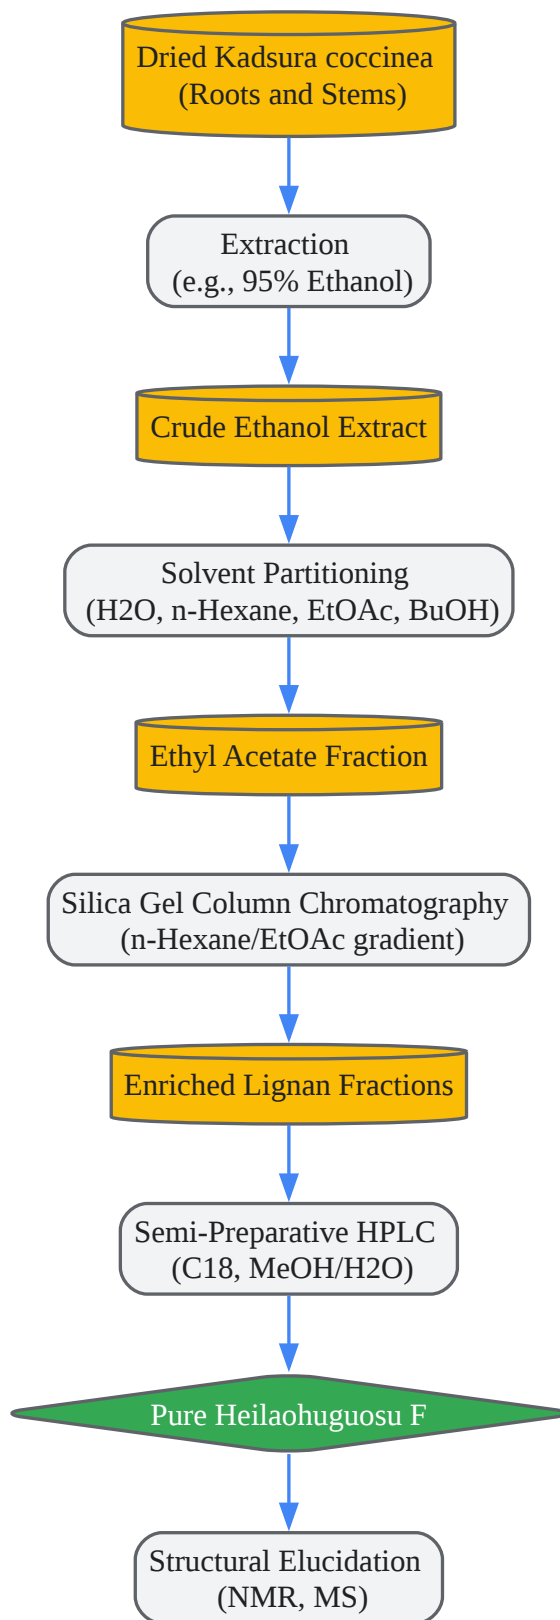 Dried Kadsura coccinea
(Roots and Stems)
Extraction
(e.g., 95% Ethanol)
Crude Ethanol Extract
Solvent Partitioning
(H2O, n-Hexane, EtOAc, BuOH)
Ethyl Acetate Fraction
Silica Gel Column Chromatography
(n-Hexane/EtOAc gradient)
Enriched Lignan Fractions
Semi-Preparative HPLC
(C18, MeOH/H2O)
Pure Heilaohuguosu F
Structural Elucidation
(NMR, MS)